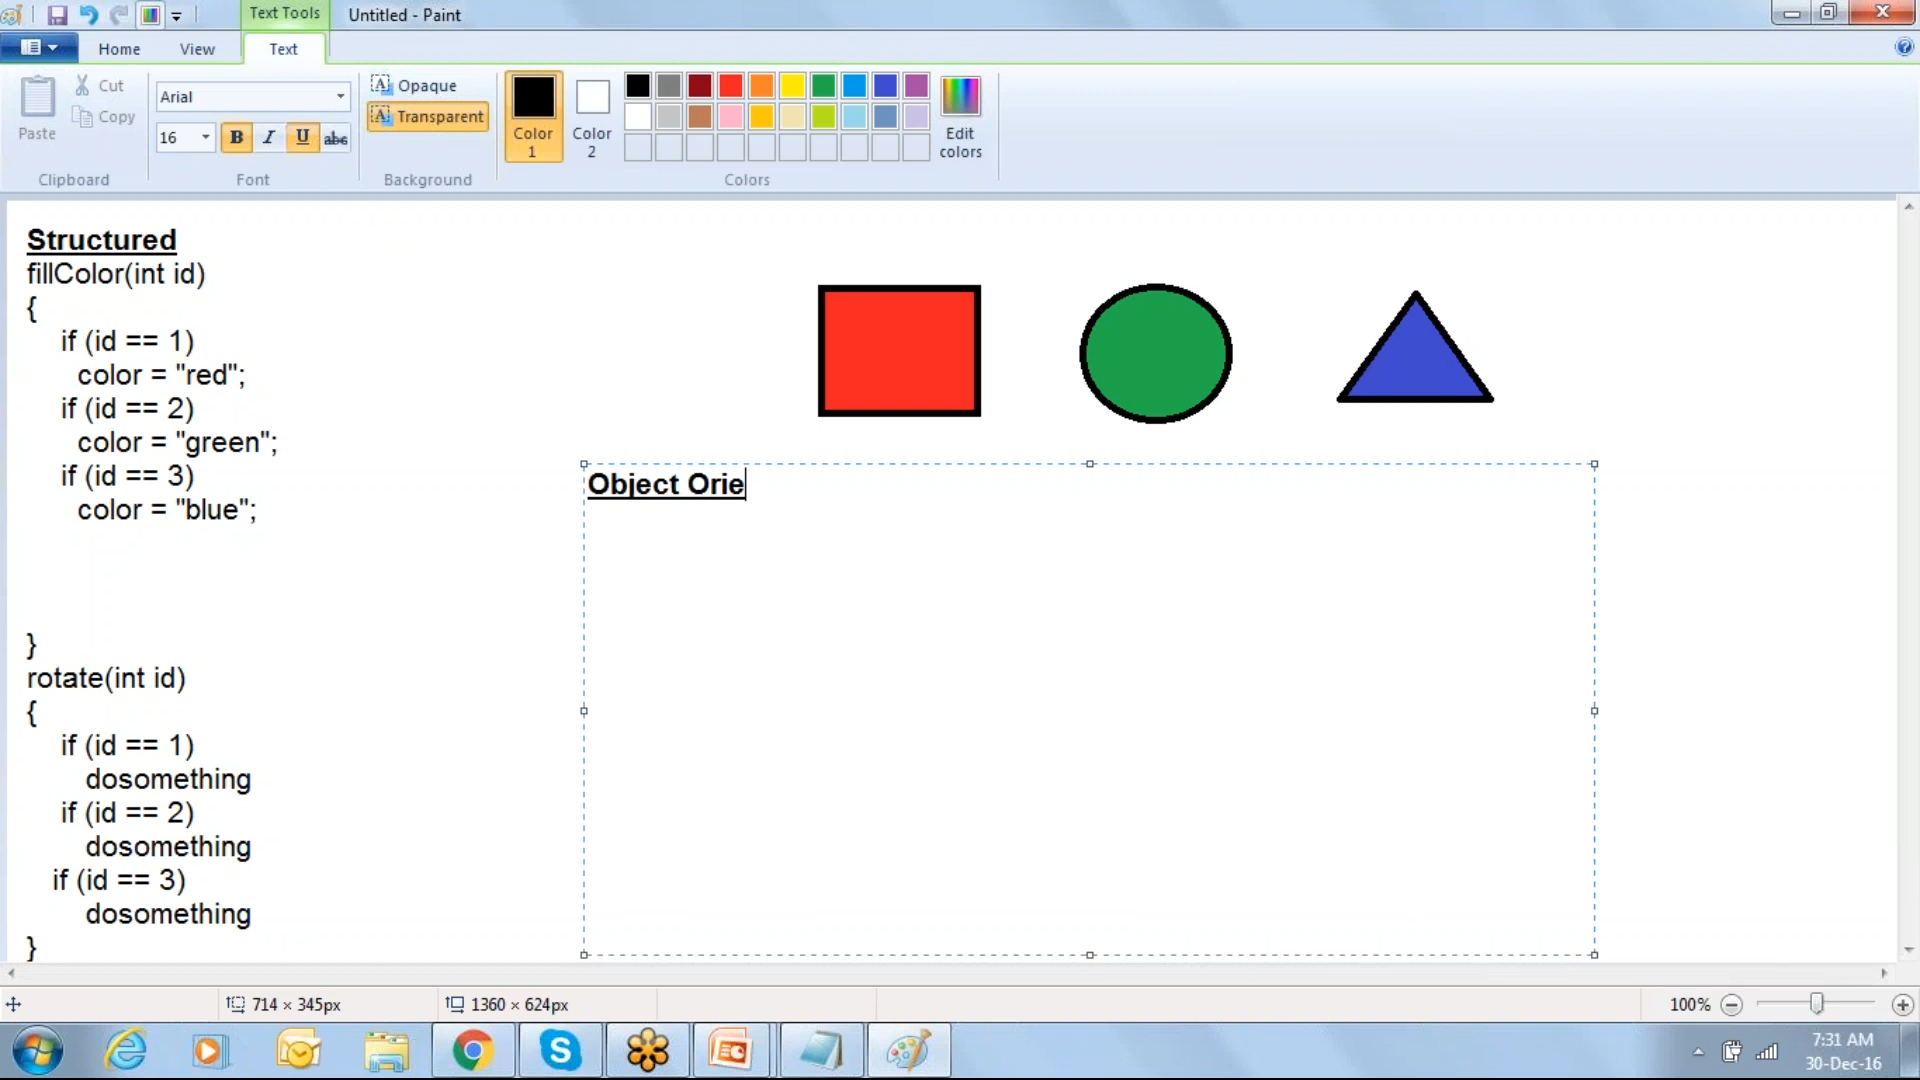 Text Tools
Untitled - Paint
Home
View
Text
Paste
Cut
Copy
Clipboard
Arial
16
B
I
U
abc
Font
Opaque
Transparent
Background
Color
1
Color
2
Edit
colors
Colors
Structured
fillColor(int id)
{
if (id == 1)
color = "red";
if (id == 2)
color = "green";
if (id == 3)
color = "blue";
}
rotate(int id)
{
if (id == 1)
dosomething
if (id == 2)
dosomething
if (id == 3)
dosomething
}
Object Orie
714 × 345px
1360 × 624px
100%
7:31 AM
30-Dec-16